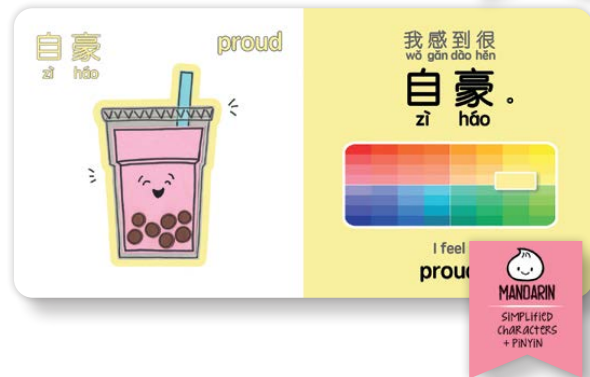 自豪
zì háo
proud
我感到很
wǒ gǎn dào hěn
自豪。
zì háo
I feel
MANDARIN
SIMPLIFIED
CHARACTERS
+ PINYIN